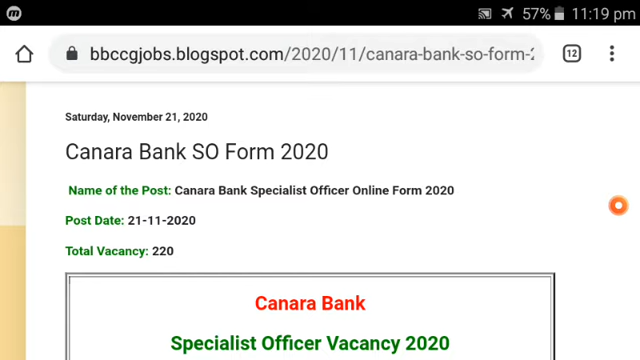 57% 11:19 pm
bbccgjobs.blogspot.com/2020/11/canara-bank-so-form-2
12
Saturday, November 21, 2020
Canara Bank SO Form 2020
Name of the Post: Canara Bank Specialist Officer Online Form 2020
Post Date: 21-11-2020
Total Vacancy: 220
Canara Bank
Specialist Officer Vacancy 2020